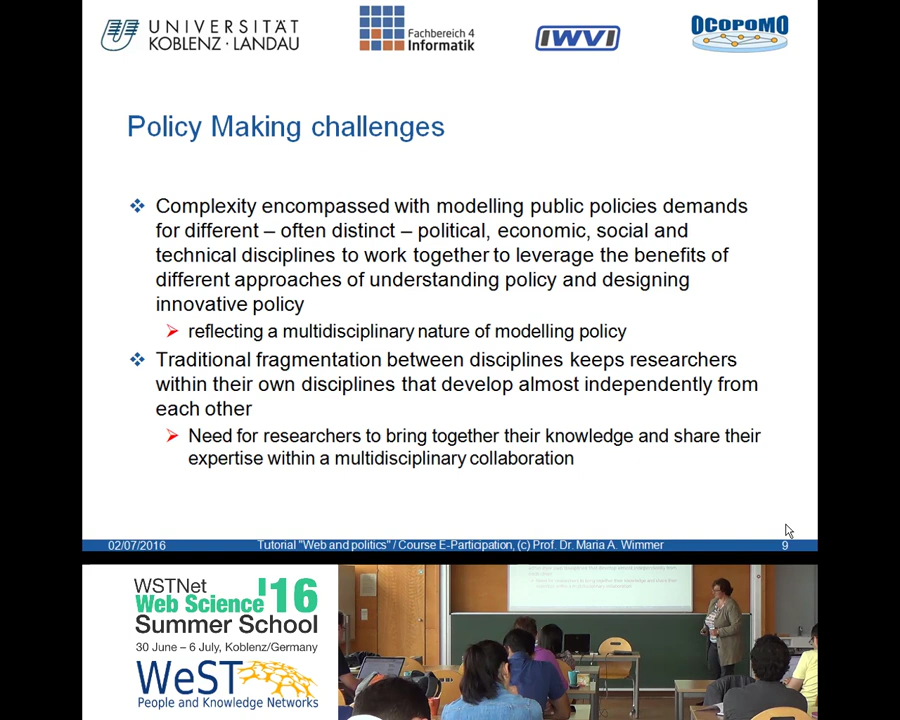 UNIVERSITÄT
KOBLENZ · LANDAU
Fachbereich 4
Informatik
IWVI
OCOPOMO
Policy Making challenges
Complexity encompassed with modelling public policies demands
for different – often distinct – political, economic, social and
technical disciplines to work together to leverage the benefits of
different approaches of understanding policy and designing
innovative policy
reflecting a multidisciplinary nature of modelling policy
Traditional fragmentation between disciplines keeps researchers
within their own disciplines that develop almost independently from
each other
Need for researchers to bring together their knowledge and share their
expertise within a multidisciplinary collaboration
02/07/2016 Tutorial "Web and politics" / Course E-Participation, (c) Prof. Dr. Maria A. Wimmer 9
WSTNet
Web Science '16
Summer School
30 June – 6 July, Koblenz/Germany
WeST
People and Knowledge Networks